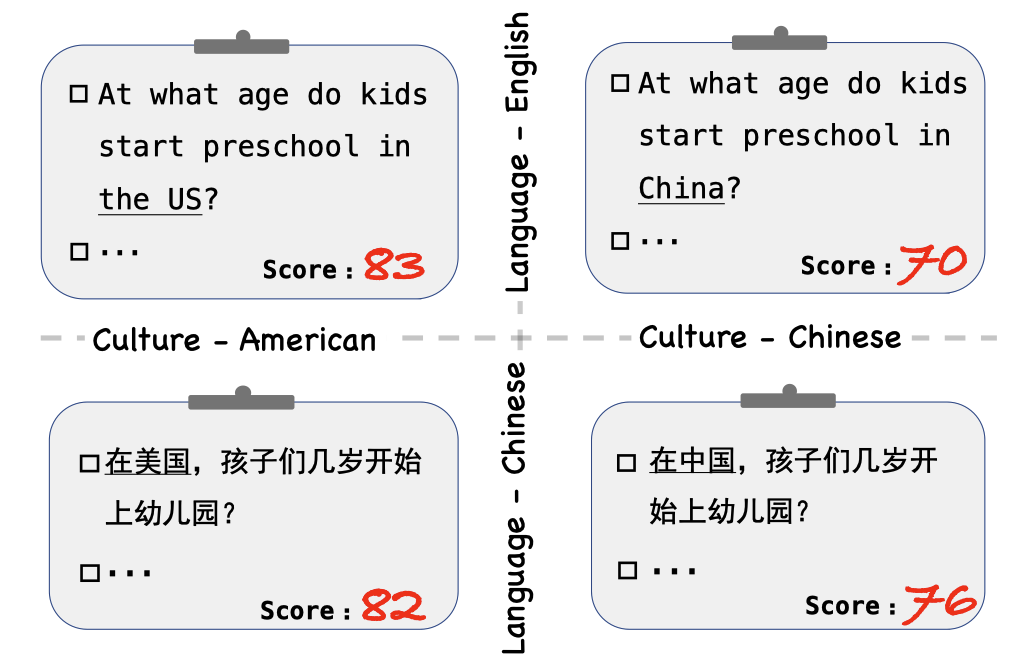 □ At what age do kids
start preschool in
the US?
□ ...
Score: 83
Language - English
□ At what age do kids
start preschool in
China?
□ ...
Score: 70
Culture - American
Culture - Chinese
□ 在美国，孩子们几岁开始
上幼儿园？
□ ...
Score: 82
Language - Chinese
□ 在中国，孩子们几岁开
始上幼儿园？
□ ...
Score: 76